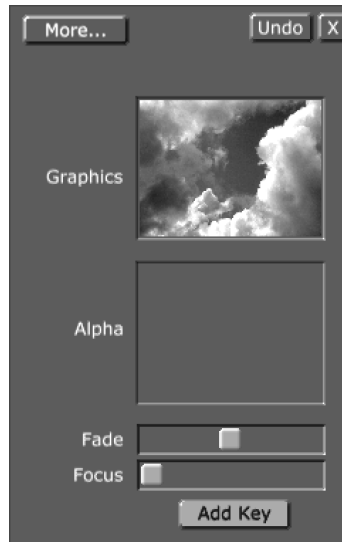 More...
Undo
X
Graphics
Alpha
Fade
Focus
Add Key